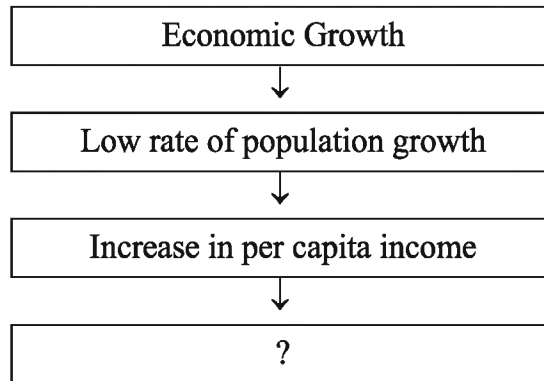 Economic Growth
Low rate of population growth
Increase in per capita income
?